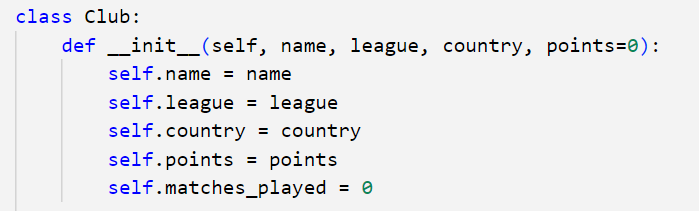 class Club:
    def __init__(self, name, league, country, points=0):
        self.name = name
        self.league = league
        self.country = country
        self.points = points
        self.matches_played = 0